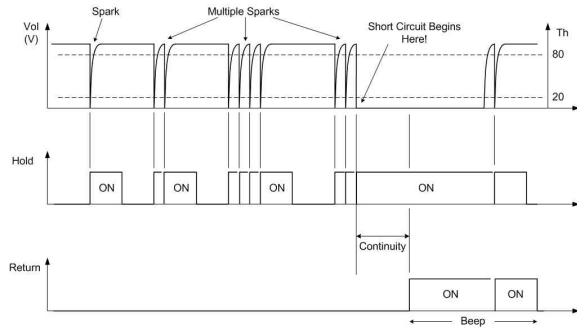 Vol
(V)
Spark
Multiple Sparks
Short Circuit Begins
Here!
Th
80
20
Hold
ON
ON
ON
ON
ON
Continuity
Return
ON
ON
Beep